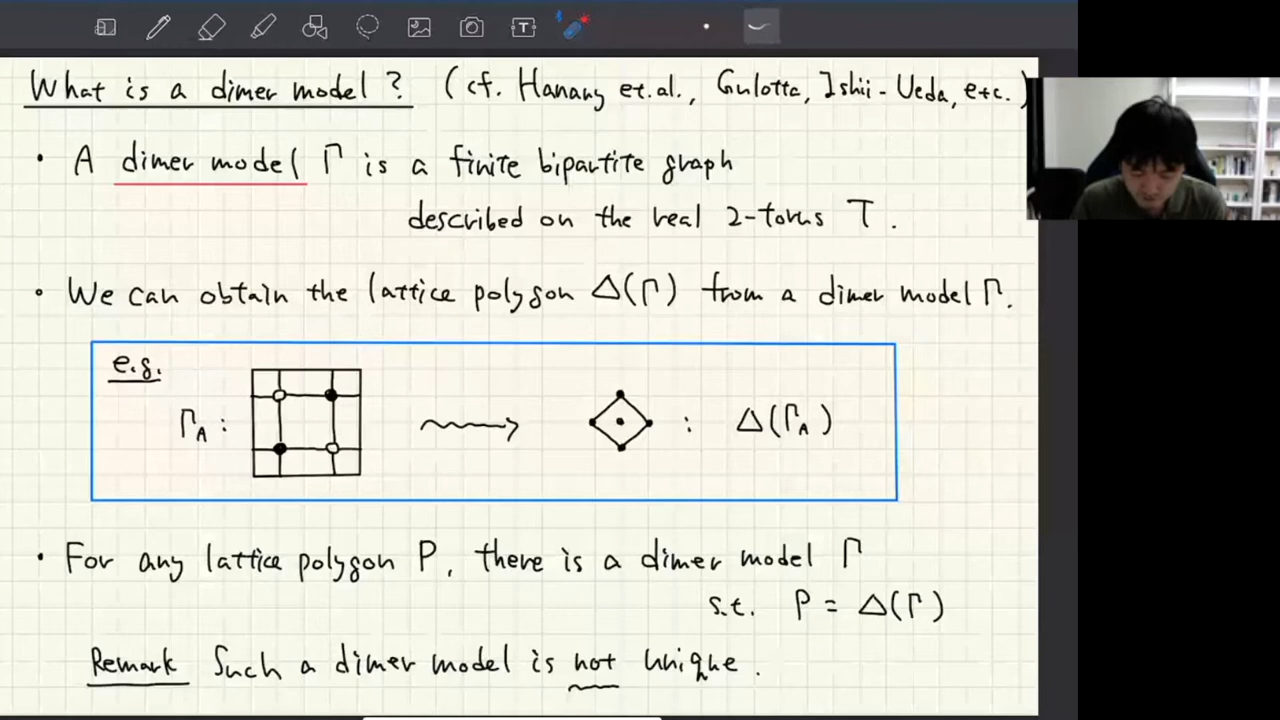 What is a dimer model ? (cf. Hanany et.al., Gulotta, Ishii-Ueda, etc.)
• A dimer model Γ is a finite bipartite graph
described on the real 2-torus T.
• We can obtain the lattice polygon Δ(Γ) from a dimer model Γ.
e.g.
Γ_A : : Δ(Γ_A)
• For any lattice polygon P, there is a dimer model Γ
s.t. P = Δ(Γ)
Remark Such a dimer model is not unique.